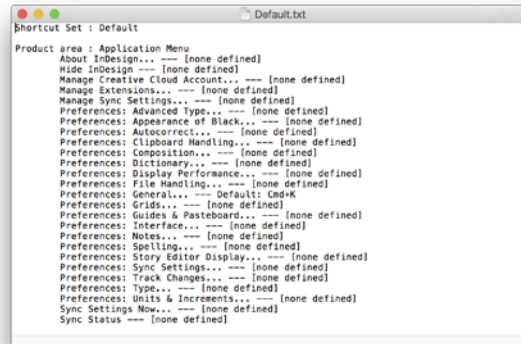 Default.txt
Shortcut Set : Default
Product area : Application Menu
About InDesign... --- [none defined]
Hide InDesign --- [none defined]
Manage Creative Cloud Account... --- [none defined]
Manage Extensions... --- [none defined]
Manage Sync Settings... --- [none defined]
Preferences: Advanced Type... --- [none defined]
Preferences: Appearance of Black... --- [none defined]
Preferences: Autocorrect... --- [none defined]
Preferences: Clipboard Handling... --- [none defined]
Preferences: Composition... --- [none defined]
Preferences: Dictionary... --- [none defined]
Preferences: Display Performance... --- [none defined]
Preferences: File Handling... --- [none defined]
Preferences: General... --- Default: Cmd+K
Preferences: Grids... --- [none defined]
Preferences: Guides & Pasteboard... --- [none defined]
Preferences: Interface... --- [none defined]
Preferences: Notes... --- [none defined]
Preferences: Spelling... --- [none defined]
Preferences: Story Editor Display... --- [none defined]
Preferences: Sync Settings... --- [none defined]
Preferences: Track Changes... --- [none defined]
Preferences: Type... --- [none defined]
Preferences: Units & Increments... --- [none defined]
Sync Settings Now... --- [none defined]
Sync Status --- [none defined]